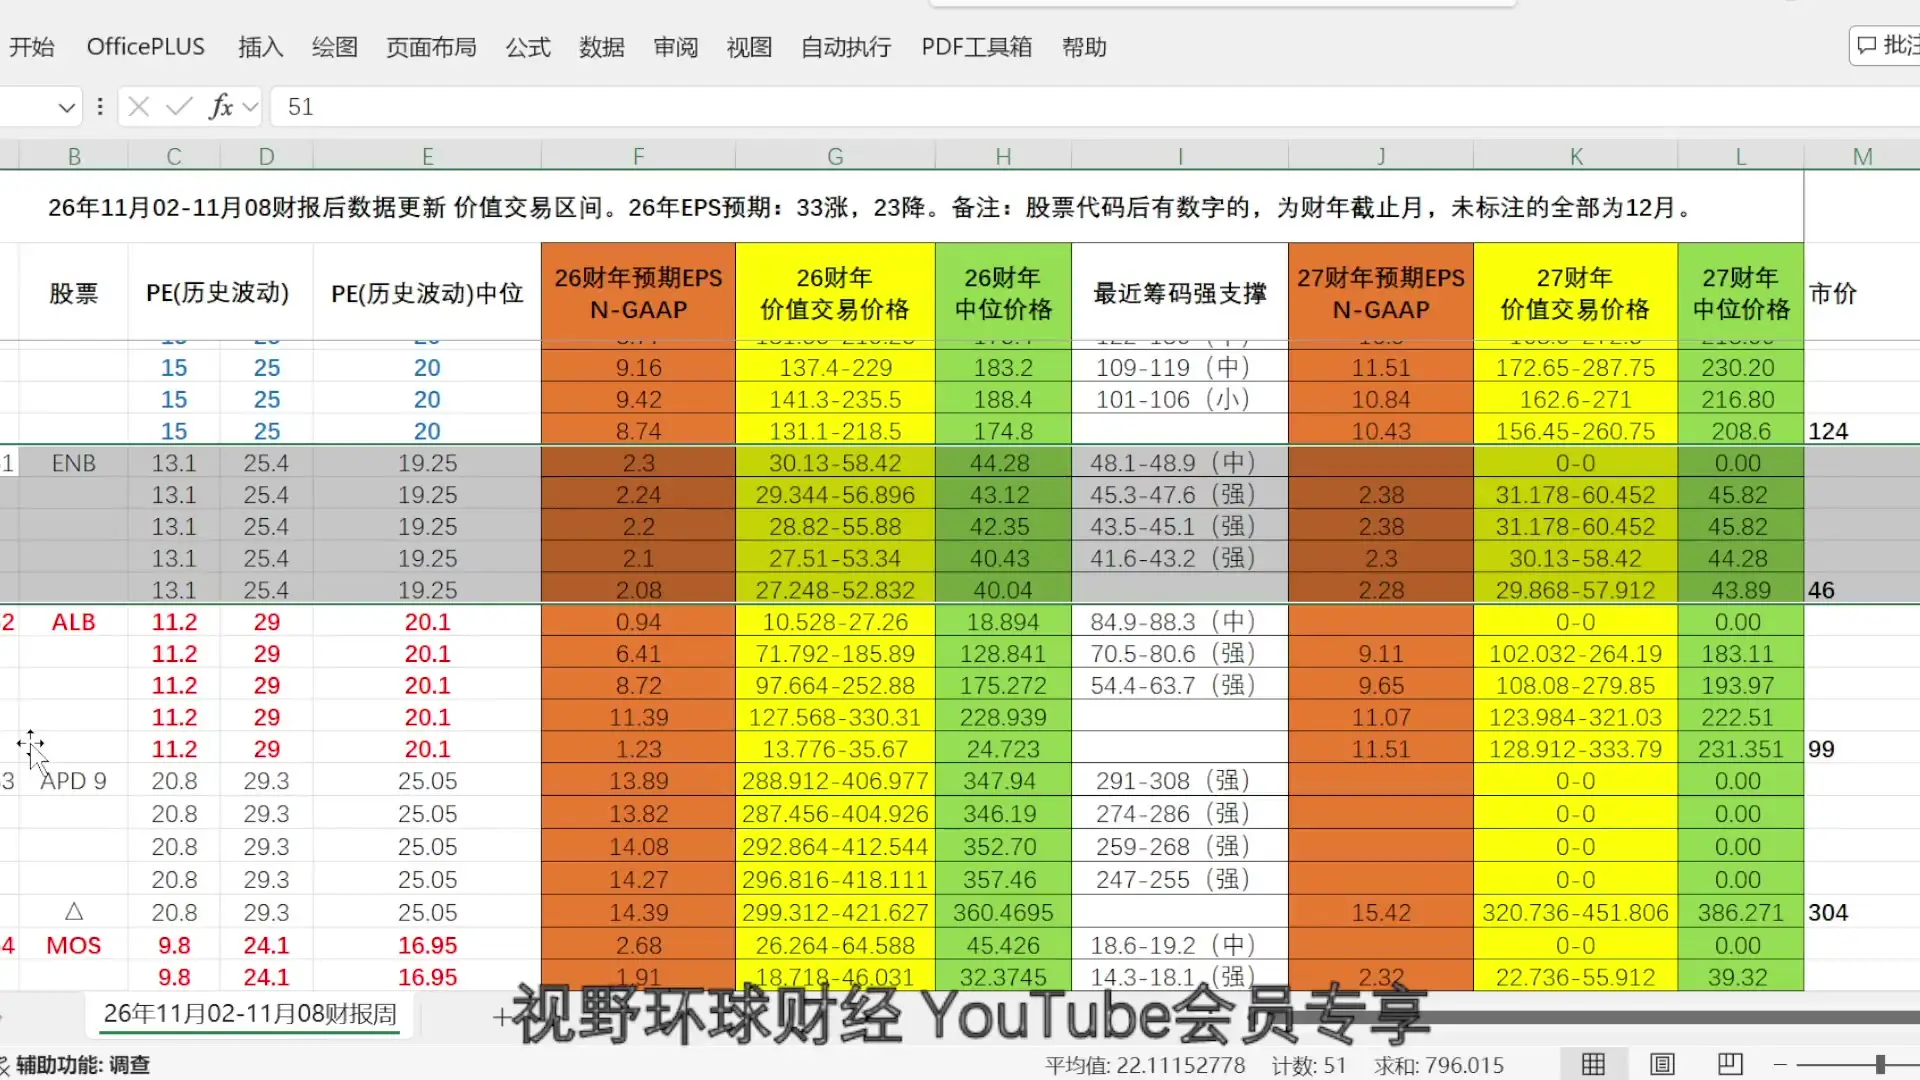 开始 OfficePLUS 插入 绘图 页面布局 公式 数据 审阅 视图 自动执行 PDF工具箱 帮助
fx 51
B C D E F G H I J K L M
26年11月02-11月08财报后数据更新 价值交易区间。26年EPS预期：33涨，23降。备注：股票代码后有数字的，为财年截止月，未标注的全部为12月。
股票 PE(历史波动) PE(历史波动)中位 26财年预期EPS N-GAAP 26财年 价值交易价格 26财年 中位价格 最近筹码强支撑 27财年预期EPS N-GAAP 27财年 价值交易价格 27财年 中位价格 市价
15 25 20 9.16 137.4-229 183.2 109-119（中） 11.51 172.65-287.75 230.20
15 25 20 9.42 141.3-235.5 188.4 101-106（小） 10.84 162.6-271 216.80
15 25 20 8.74 131.1-218.5 174.8 10.43 156.45-260.75 208.6 124
1 ENB 13.1 25.4 19.25 2.3 30.13-58.42 44.28 48.1-48.9（中） 0-0 0.00
13.1 25.4 19.25 2.24 29.344-56.896 43.12 45.3-47.6（强） 2.38 31.178-60.452 45.82
13.1 25.4 19.25 2.2 28.82-55.88 42.35 43.5-45.1（强） 2.38 31.178-60.452 45.82
13.1 25.4 19.25 2.1 27.51-53.34 40.43 41.6-43.2（强） 2.3 30.13-58.42 44.28
13.1 25.4 19.25 2.08 27.248-52.832 40.04 2.28 29.868-57.912 43.89 46
2 ALB 11.2 29 20.1 0.94 10.528-27.26 18.894 84.9-88.3（中） 0-0 0.00
11.2 29 20.1 6.41 71.792-185.89 128.841 70.5-80.6（强） 9.11 102.032-264.19 183.11
11.2 29 20.1 8.72 97.664-252.88 175.272 54.4-63.7（强） 9.65 108.08-279.85 193.97
11.2 29 20.1 11.39 127.568-330.31 228.939 11.07 123.984-321.03 222.51
11.2 29 20.1 1.23 13.776-35.67 24.723 11.51 128.912-333.79 231.351 99
3 APD 9 20.8 29.3 25.05 13.89 288.912-406.977 347.94 291-308（强） 0-0 0.00
20.8 29.3 25.05 13.82 287.456-404.926 346.19 274-286（强） 0-0 0.00
20.8 29.3 25.05 14.08 292.864-412.544 352.70 259-268（强） 0-0 0.00
20.8 29.3 25.05 14.27 296.816-418.111 357.46 247-255（强） 0-0 0.00
△ 20.8 29.3 25.05 14.39 299.312-421.627 360.4695 15.42 320.736-451.806 386.271 304
4 MOS 9.8 24.1 16.95 2.68 26.264-64.588 45.426 18.6-19.2（中） 0-0 0.00
9.8 24.1 16.95 1.91 18.718-46.031 32.3745 14.3-18.1（强） 2.32 22.736-55.912 39.32
26年11月02-11月08财报周 +
视野环球财经 YouTube会员专享
辅助功能: 调查 平均值: 22.11152778 计数: 51 求和: 796.015